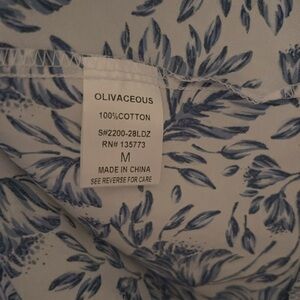 OLIVACEOUS
100%COTTON
S#2200-28LDZ
RN# 135773
M
MADE IN CHINA
SEE REVERSE FOR CARE